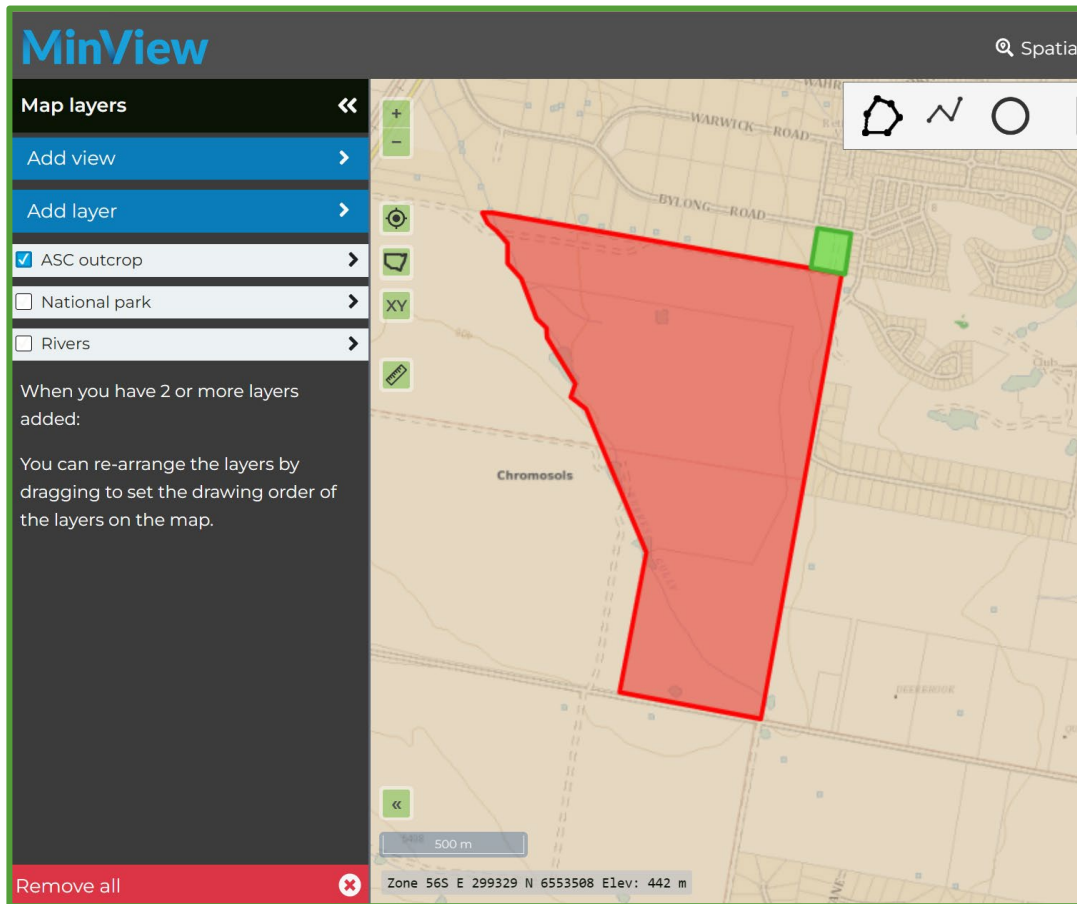 MinView
Spatia
Map layers
Add view
Add layer
ASC outcrop
National park
Rivers
When you have 2 or more layers
added:
You can re-arrange the layers by
dragging to set the drawing order of
the layers on the map.
Remove all
+
−
XY
WARWICK ROAD
BYLONG ROAD
Club
Chromosols
GULLY
DEEREBROOK
«
500 m
Zone 56S E 299329 N 6553508 Elev: 442 m